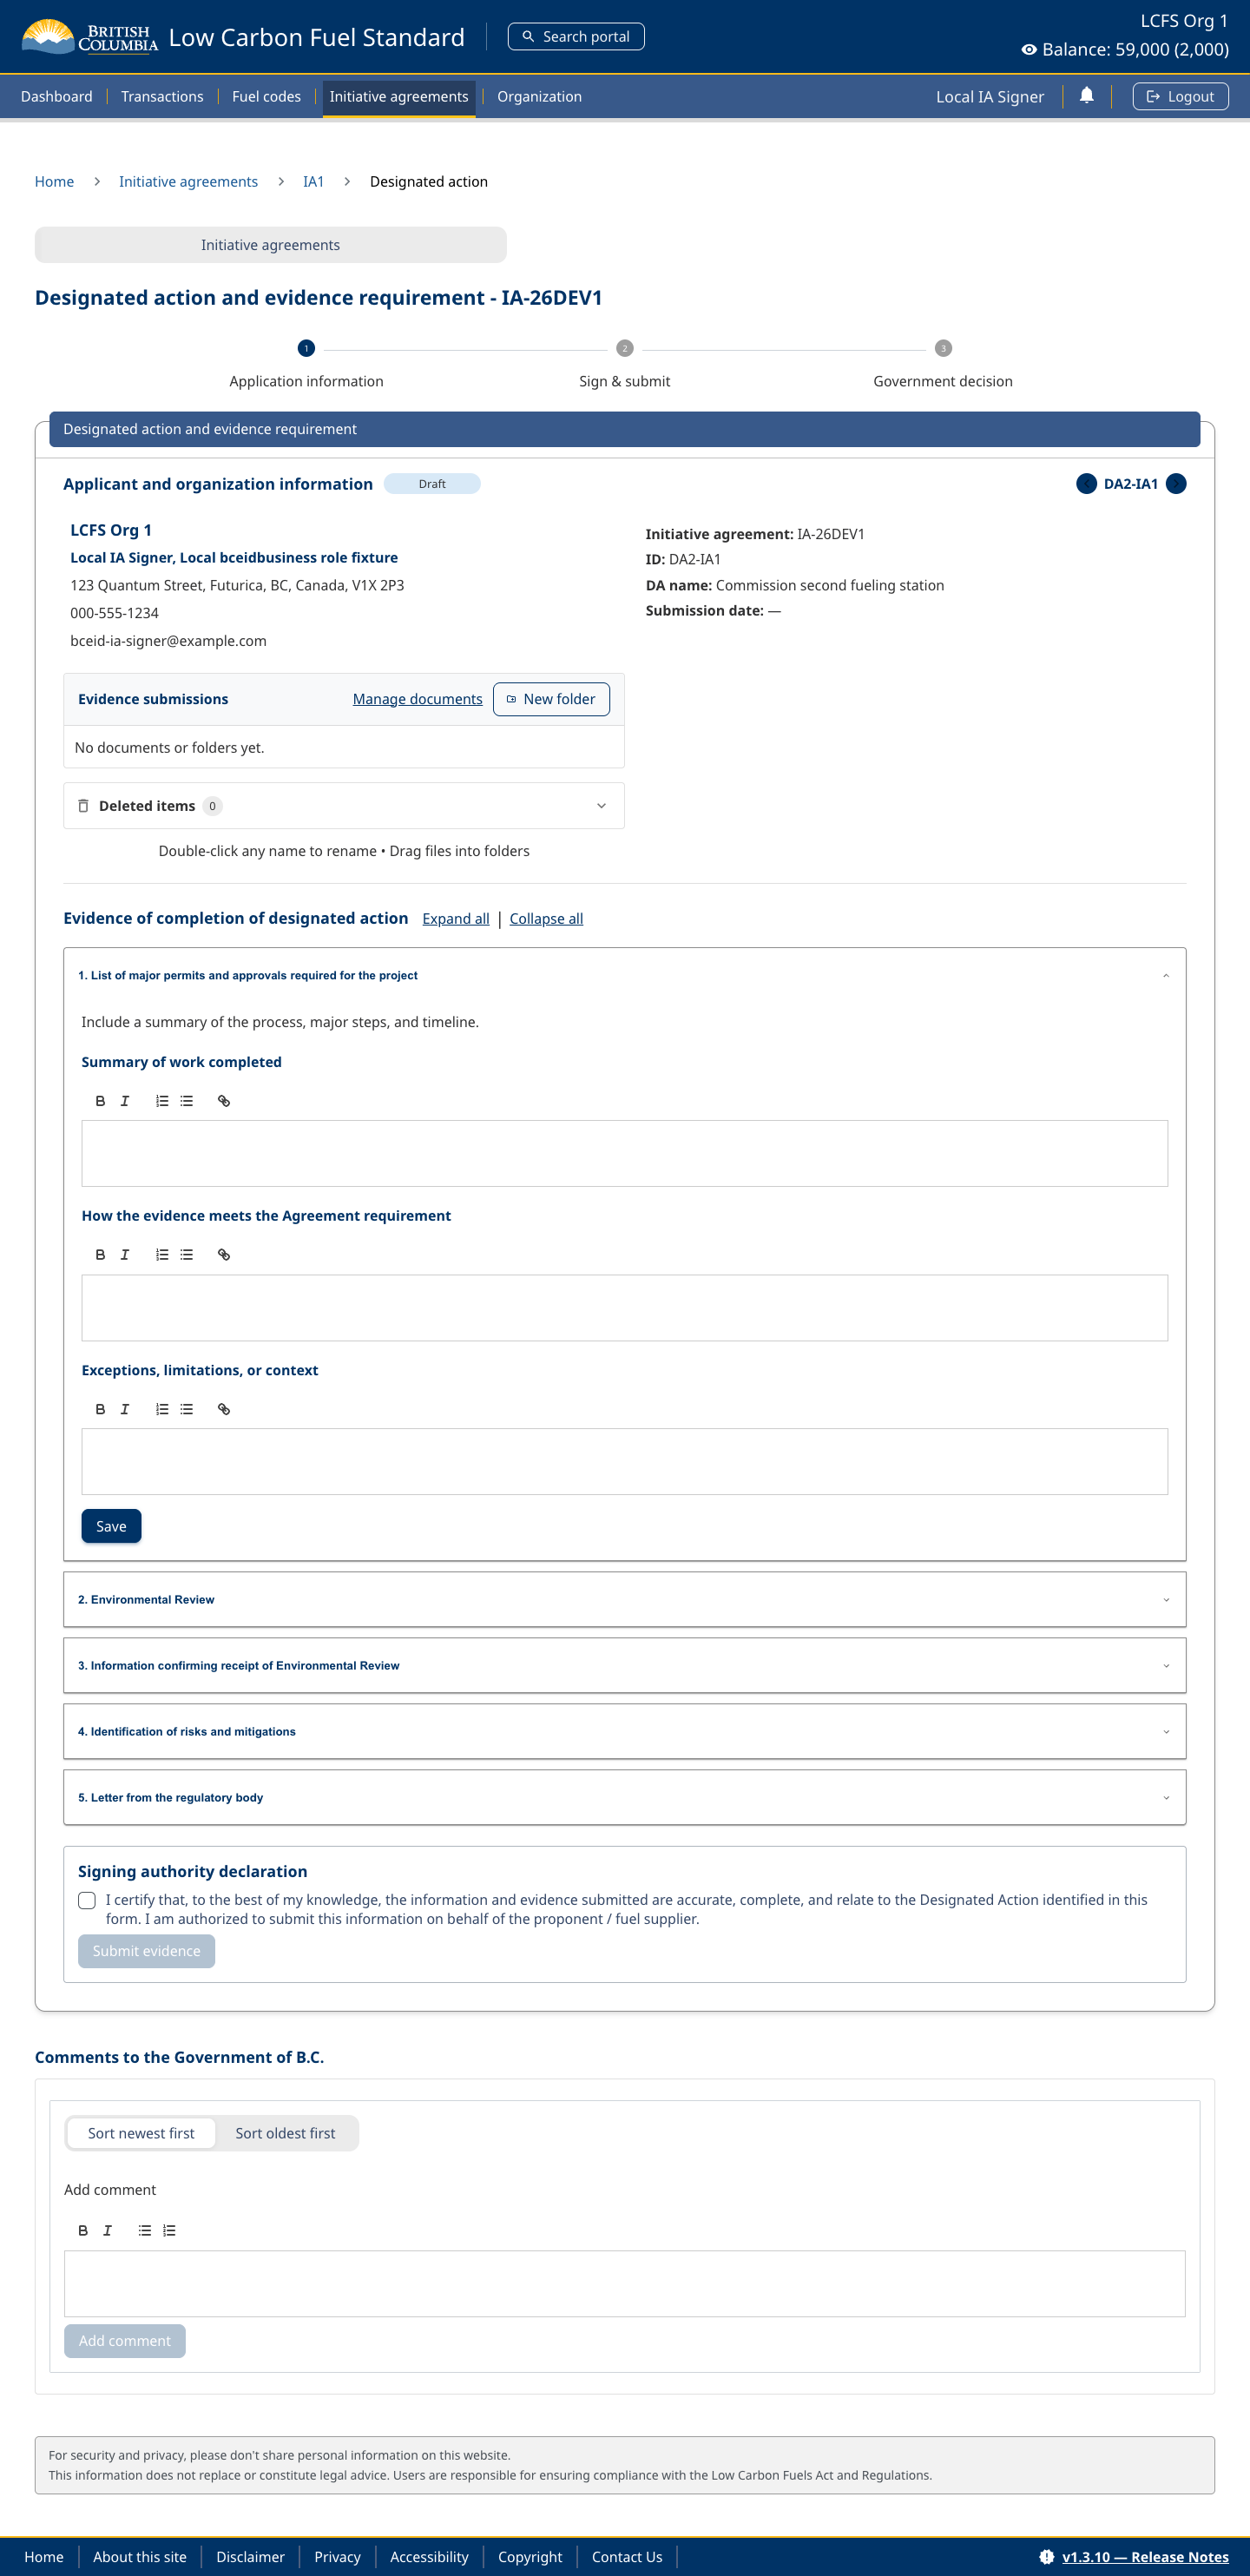 BRITISH
COLUMBIA
Low Carbon Fuel Standard
Search portal
LCFS Org 1
Balance: 59,000 (2,000)
Dashboard
Transactions
Fuel codes
Initiative agreements
Organization
Local IA Signer
Logout
Home
Initiative agreements
IA1
Designated action
Initiative agreements
Designated action and evidence requirement - IA-26DEV1
1
2
3
Application information
Sign & submit
Government decision
Designated action and evidence requirement
Applicant and organization information
Draft
DA2-IA1
LCFS Org 1
Local IA Signer, Local bceidbusiness role fixture
123 Quantum Street, Futurica, BC, Canada, V1X 2P3
000-555-1234
bceid-ia-signer@example.com
Initiative agreement: IA-26DEV1
ID: DA2-IA1
DA name: Commission second fueling station
Submission date: —
Evidence submissions
Manage documents
New folder
No documents or folders yet.
Deleted items
0
Double-click any name to rename • Drag files into folders
Evidence of completion of designated action
Expand all
|
Collapse all
1. List of major permits and approvals required for the project
Include a summary of the process, major steps, and timeline.
Summary of work completed
How the evidence meets the Agreement requirement
Exceptions, limitations, or context
Save
2. Environmental Review
3. Information confirming receipt of Environmental Review
4. Identification of risks and mitigations
5. Letter from the regulatory body
Signing authority declaration
I certify that, to the best of my knowledge, the information and evidence submitted are accurate, complete, and relate to the Designated Action identified in this
form. I am authorized to submit this information on behalf of the proponent / fuel supplier.
Submit evidence
Comments to the Government of B.C.
Sort newest first
Sort oldest first
Add comment
Add comment
For security and privacy, please don't share personal information on this website.
This information does not replace or constitute legal advice. Users are responsible for ensuring compliance with the Low Carbon Fuels Act and Regulations.
Home
About this site
Disclaimer
Privacy
Accessibility
Copyright
Contact Us
v1.3.10 — Release Notes